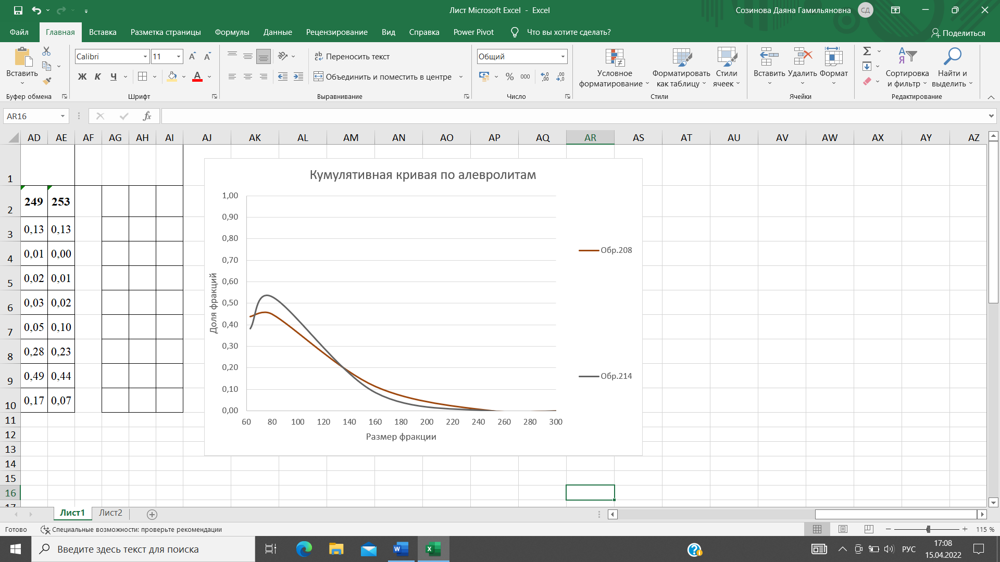 Лист Microsoft Excel - Excel
Созинова Даяна Гамильяновна
СД
Файл Главная Вставка Разметка страницы Формулы Данные Рецензирование Вид Справка Power Pivot Что вы хотите сделать? Поделиться
Вставить
Буфер обмена
Calibri 11
Ж К Ч
Шрифт
Переносить текст
Объединить и поместить в центре
Выравнивание
Общий
% 000
Число
Условное форматирование
Форматировать как таблицу
Стили ячеек
Стили
Вставить Удалить Формат
Ячейки
Сортировка и фильтр
Найти и выделить
Редактирование
AR16
fx
AD AE AF AG AH AI AJ AK AL AM AN AO AP AQ AR AS AT AU AV AW AX AY AZ
1
2 249 253
3 0,13 0,13
4 0,01 0,00
5 0,02 0,01
6 0,03 0,02
7 0,05 0,10
8 0,28 0,23
9 0,49 0,44
10 0,17 0,07
11
12
13
14
15
16
17
Кумулятивная кривая по алевролитам
Доля фракций
1,00
0,90
0,80
0,70
0,60
0,50
0,40
0,30
0,20
0,10
0,00
60 80 100 120 140 160 180 200 220 240 260 280 300
Размер фракции
Обр.208
Обр.214
Лист1 Лист2
Готово Специальные возможности: проверьте рекомендации
115 %
Введите здесь текст для поиска
РУС
17:08
15.04.2022